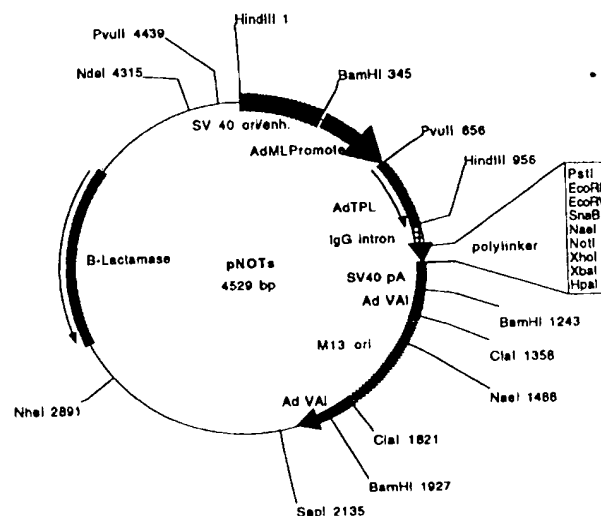 HindIII 1
PvuII 4439
NdeI 4315
BamHI 345
SV 40 ori/enh.
AdMLPromote
PvuII 656
HindIII 956
AdTPL
IgG intron
polylinker
PstI
EcoRI
EcoRV
SnaB
NaeI
NotI
XhoI
XbaI
HpaI
B-Lactamase
pNOTs
4529 bp
SV40 pA
Ad VAI
BamHI 1243
M13 ori
ClaI 1358
NaeI 1488
Ad VAI
NheI 2891
ClaI 1821
BamHI 1927
SapI 2135